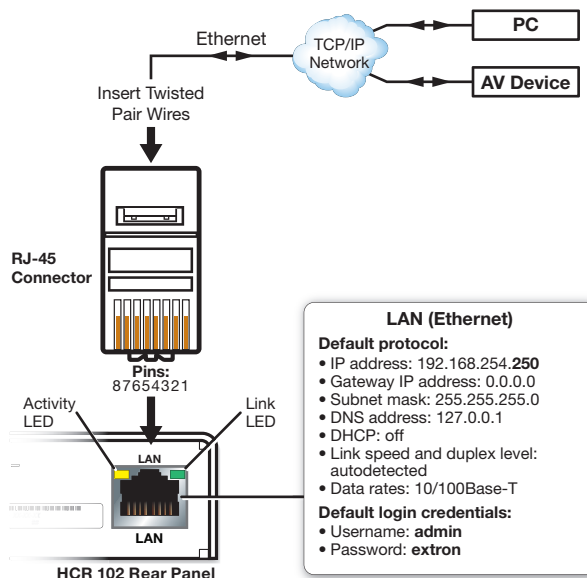 PC
Ethernet
TCP/IP
Network
AV Device
Insert Twisted
Pair Wires
RJ-45
Connector
Pins:
87654321
Activity
LED
Link
LED
LAN
LAN
HCR 102 Rear Panel
LAN (Ethernet)
Default protocol:
• IP address: 192.168.254.250
• Gateway IP address: 0.0.0.0
• Subnet mask: 255.255.255.0
• DNS address: 127.0.0.1
• DHCP: off
• Link speed and duplex level:
autodetected
• Data rates: 10/100Base-T
Default login credentials:
• Username: admin
• Password: extron